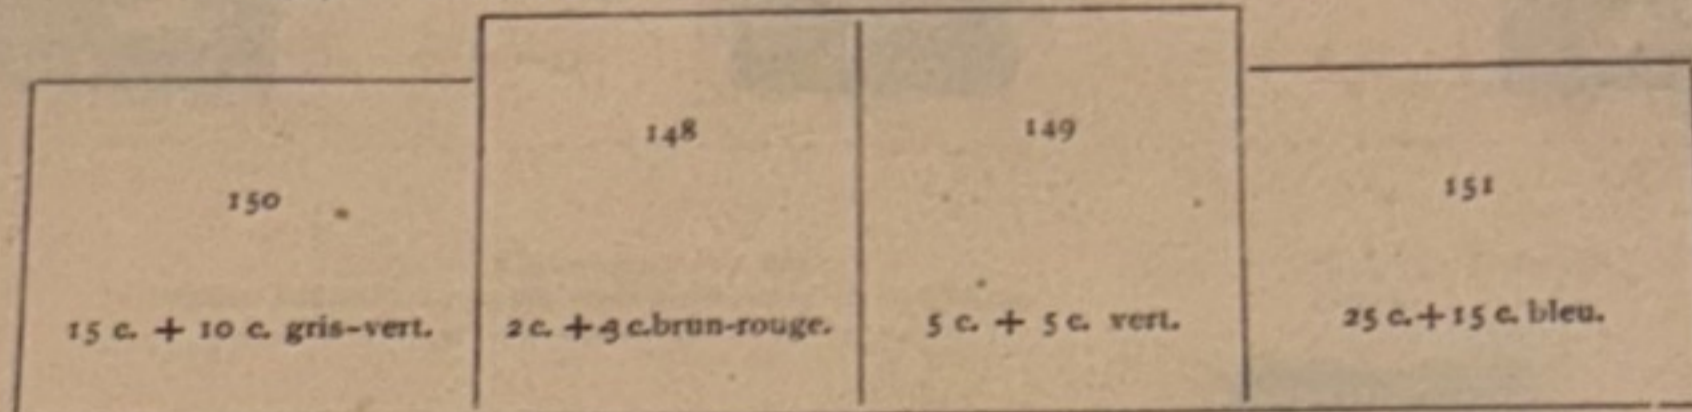 150
15 c. + 10 c. gris-vert.
148
2 c. + 3 c. brun-rouge.
149
5 c. + 5 c. vert.
151
25 c. + 15 c. bleu.